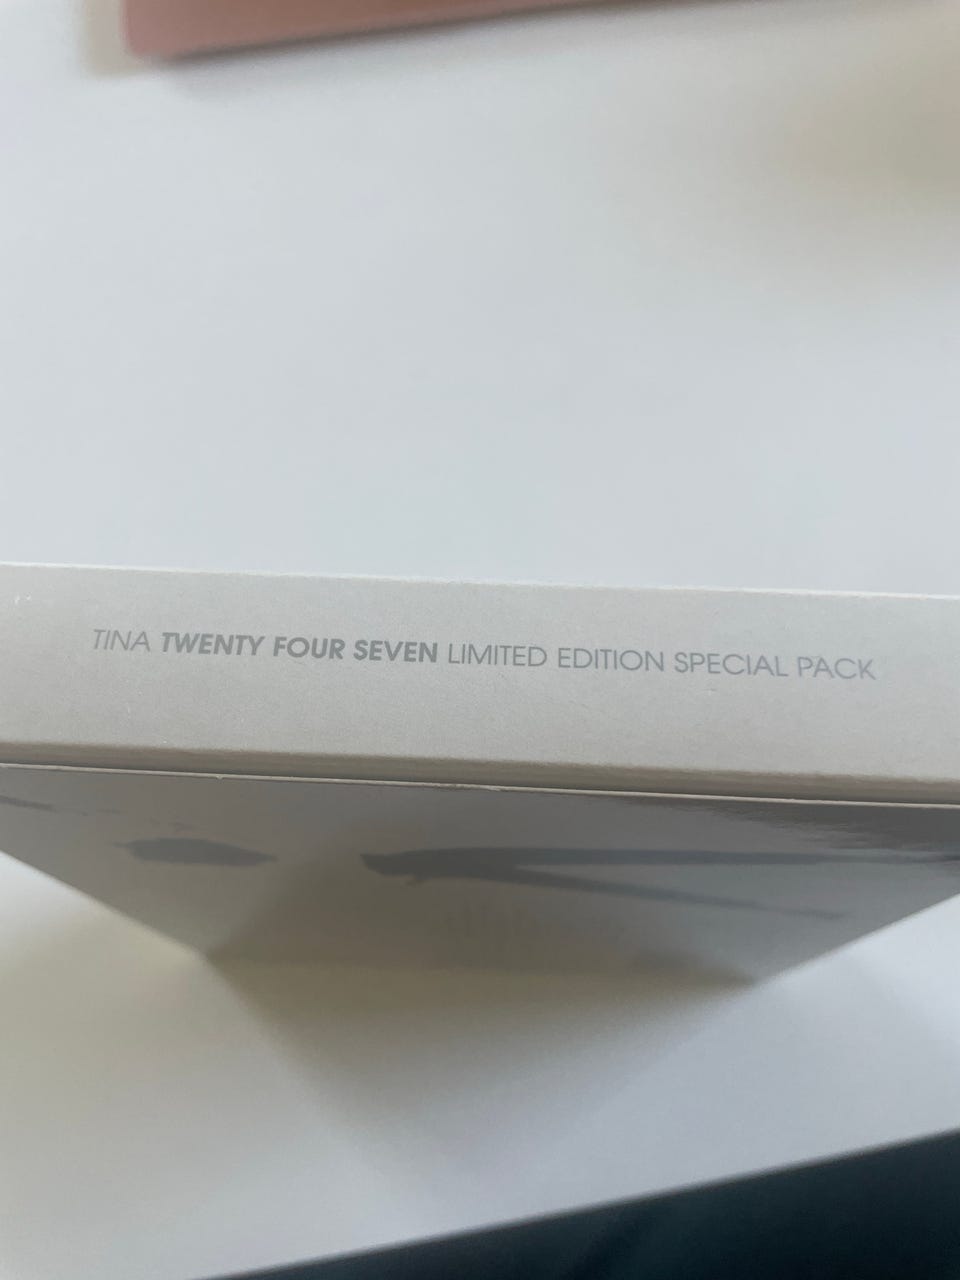 TINA TWENTY FOUR SEVEN LIMITED EDITION SPECIAL PACK